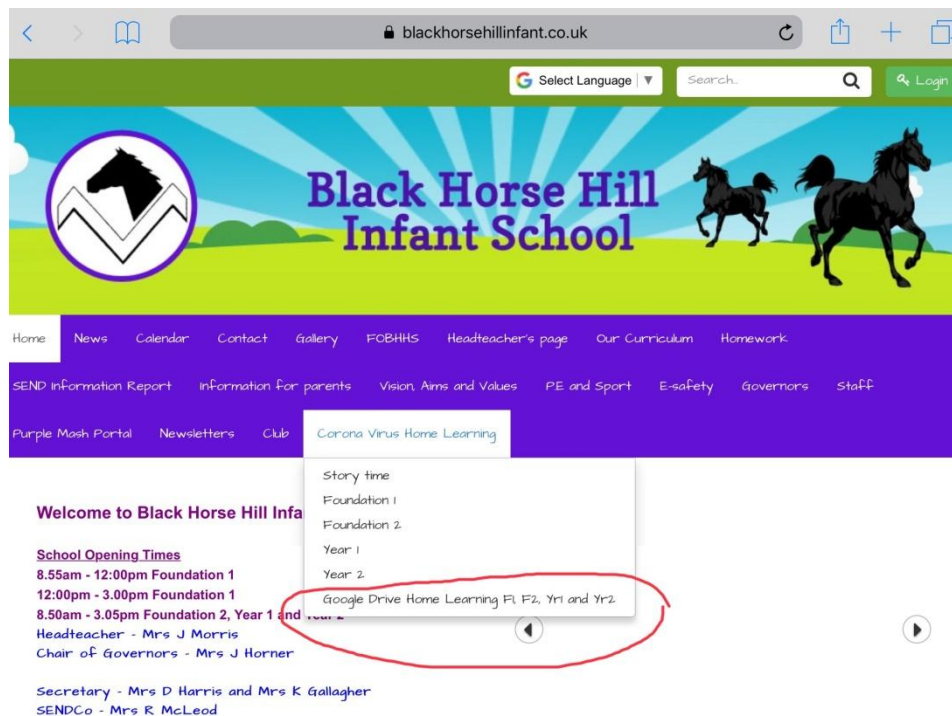 blackhorsehillinfant.co.uk
Select Language ▼ Search... Login
Black Horse Hill
Infant School
Home News Calendar Contact Gallery FOBHHS Headteacher's page Our Curriculum Homework
SEND Information Report Information for parents Vision, Aims and Values PE and Sport E-safety Governors Staff
Purple Mash Portal Newsletters Club Corona Virus Home Learning
Story time
Foundation 1
Foundation 2
Year 1
Year 2
Google Drive Home Learning F1, F2, Yr1 and Yr2
Welcome to Black Horse Hill Infa
School Opening Times
8.55am - 12:00pm Foundation 1
12:00pm - 3.00pm Foundation 1
8.50am - 3.05pm Foundation 2, Year 1 and Year 2
Headteacher - Mrs J Morris
Chair of Governors - Mrs J Horner
Secretary - Mrs D Harris and Mrs K Gallagher
SENDCo - Mrs R McLeod